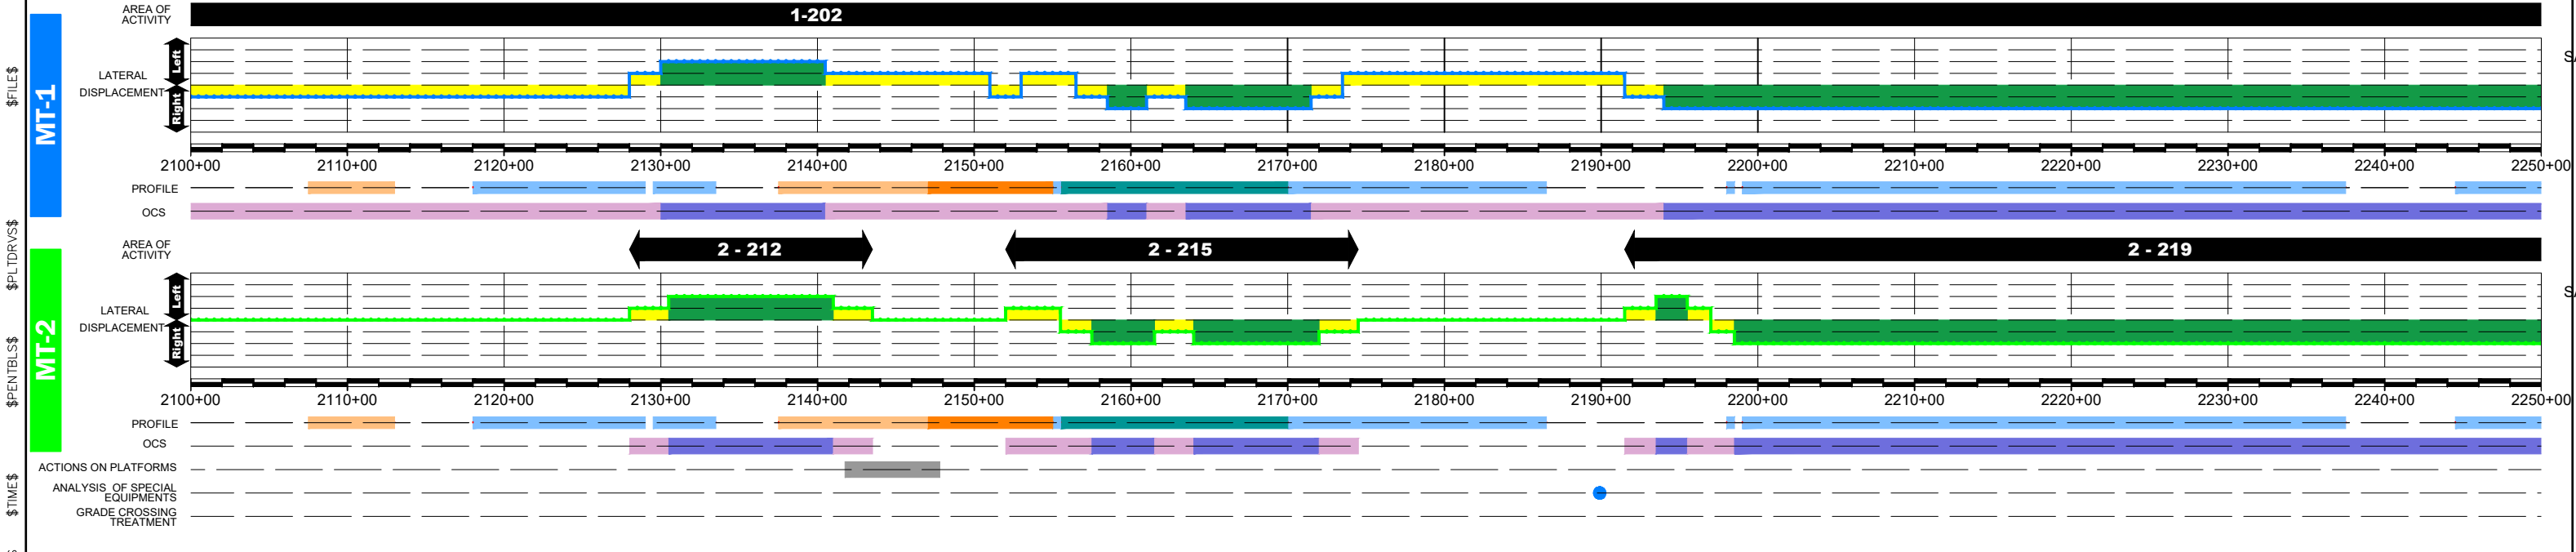 AREA OF
ACTIVITY
1-202
Left
LATERAL
DISPLACEMENT
Right
MT-1
2100+00 2110+00 2120+00 2130+00 2140+00 2150+00 2160+00 2170+00 2180+00 2190+00 2200+00 2210+00 2220+00 2230+00 2240+00 2250+00
PROFILE
OCS
AREA OF
ACTIVITY
2 - 212 2 - 215 2 - 219
Left
LATERAL
DISPLACEMENT
Right
MT-2
2100+00 2110+00 2120+00 2130+00 2140+00 2150+00 2160+00 2170+00 2180+00 2190+00 2200+00 2210+00 2220+00 2230+00 2240+00 2250+00
PROFILE
OCS
ACTIONS ON PLATFORMS
ANALYSIS OF SPECIAL
EQUIPMENTS
GRADE CROSSING
TREATMENT
$FILE$
$PLTDRVS$
$PENTBLS$
$TIME$